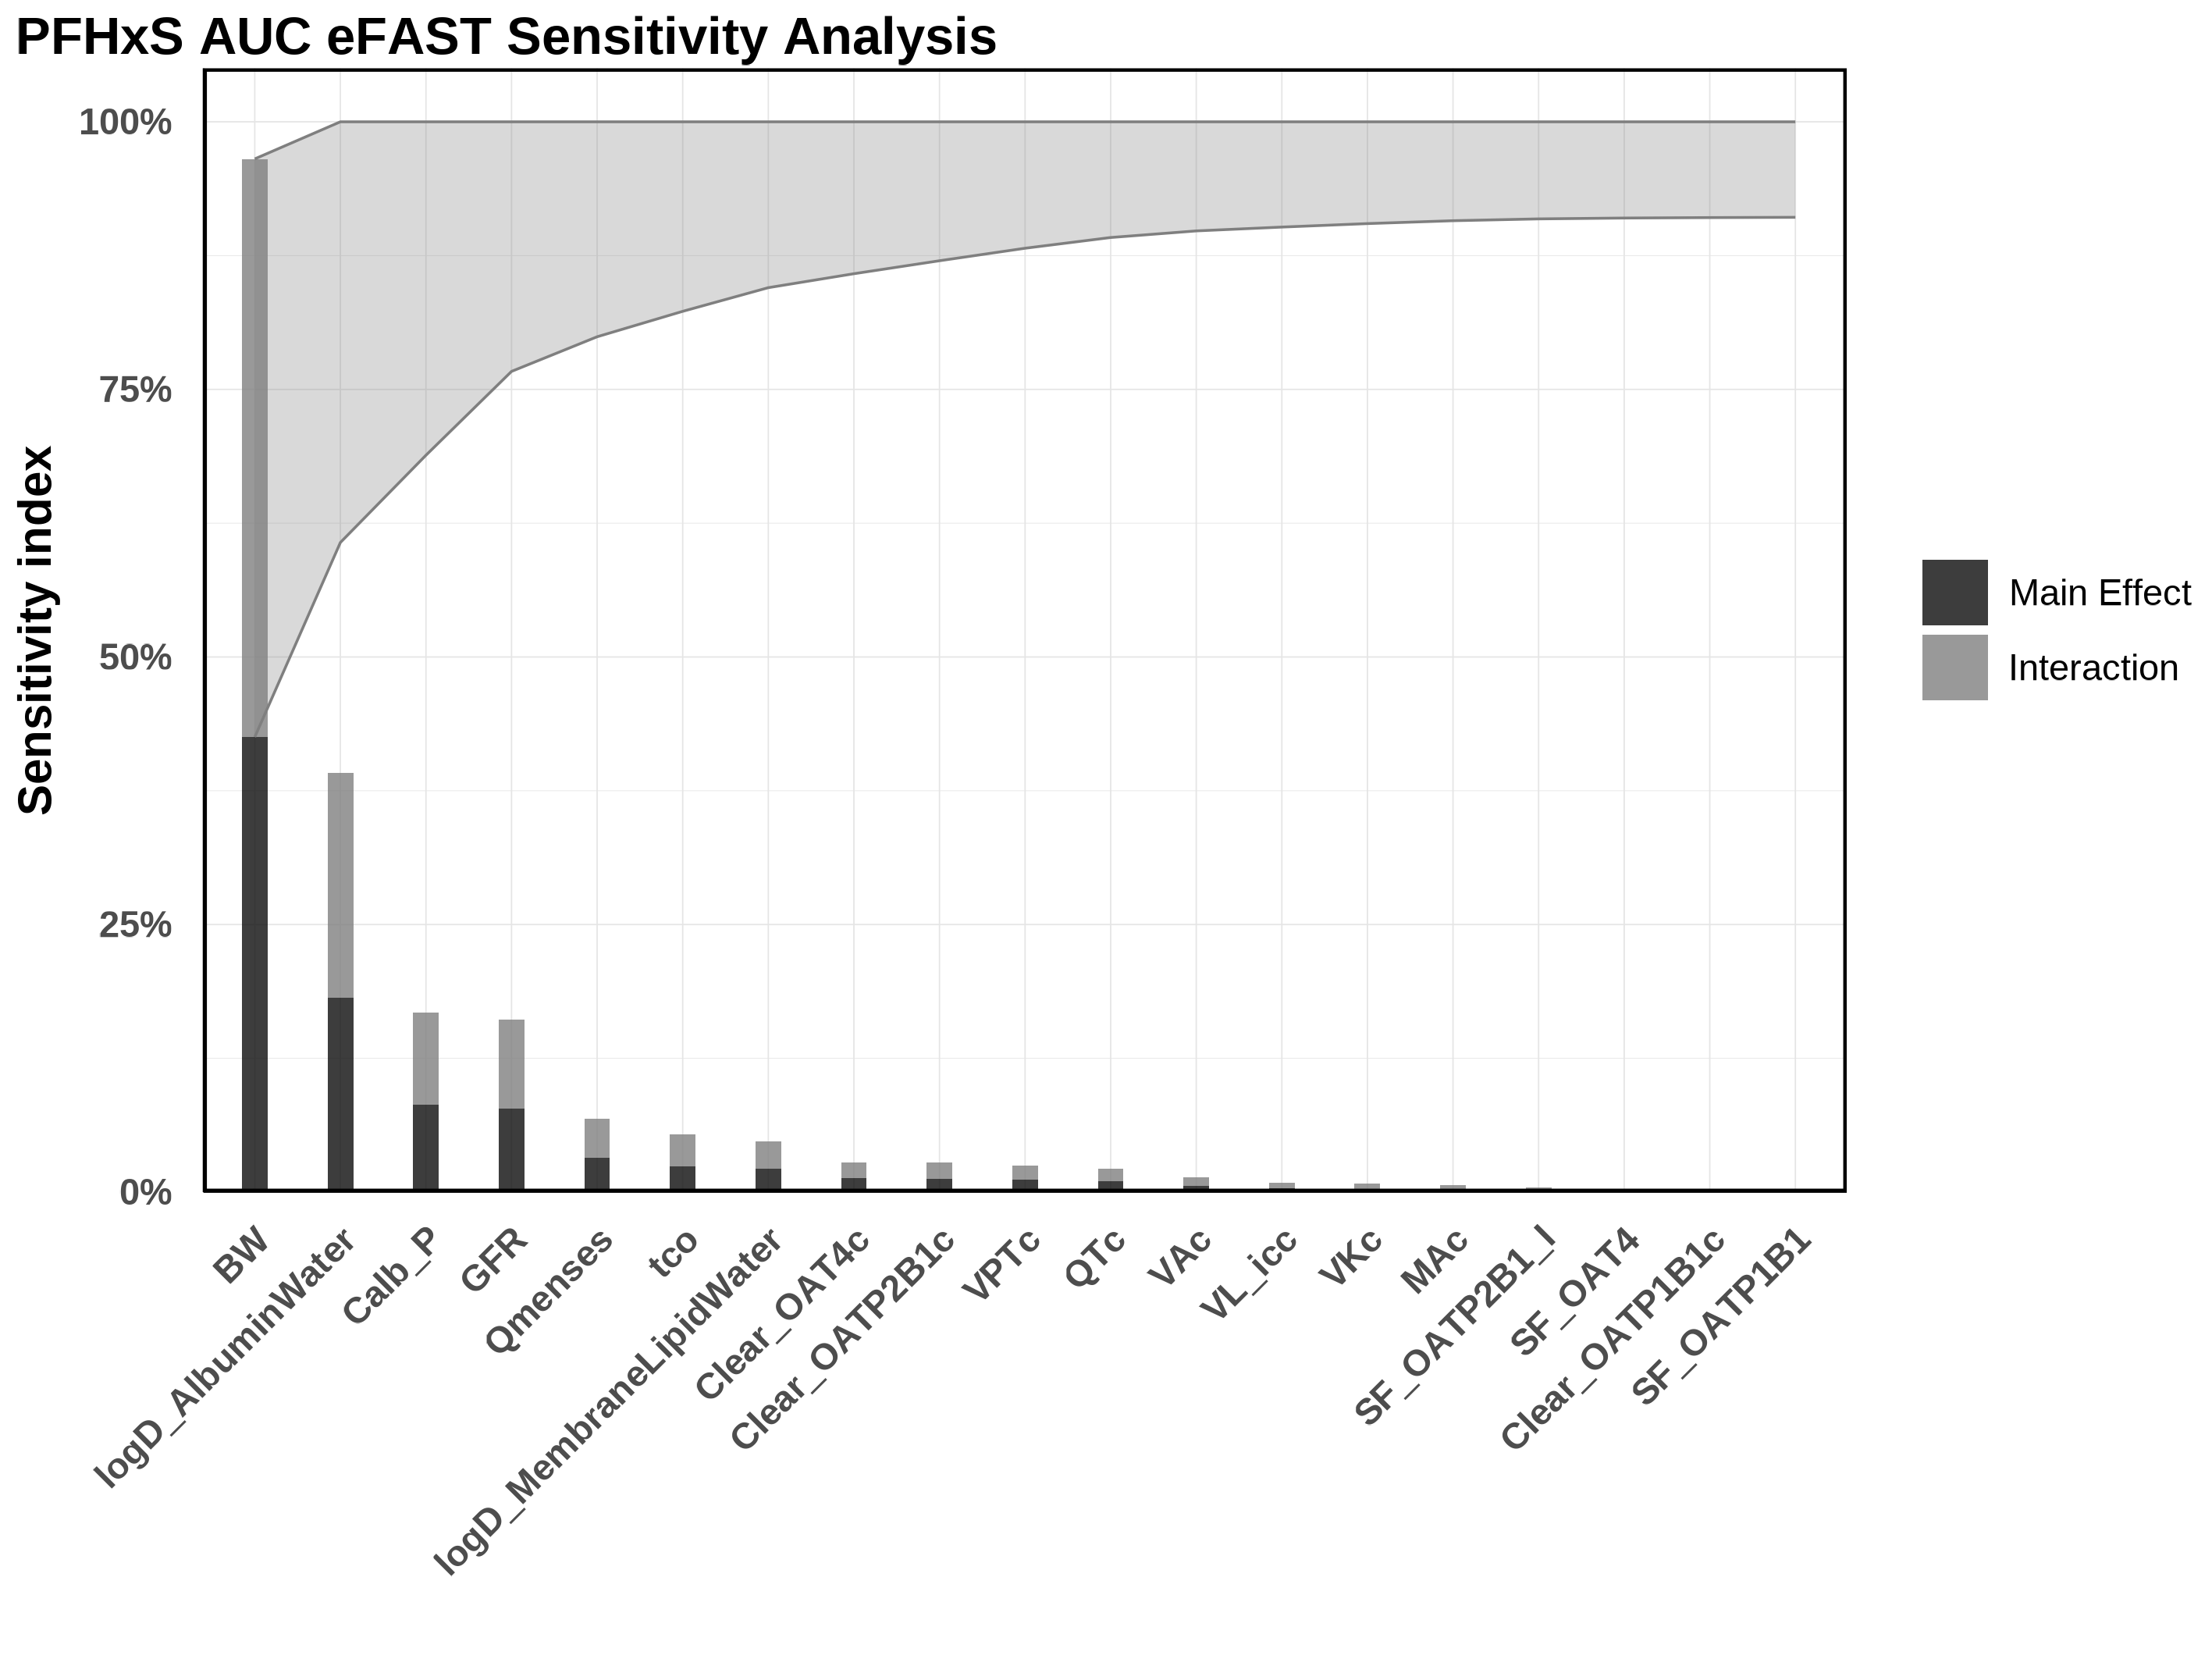 PFHxS AUC eFAST Sensitivity Analysis
Sensitivity index
100%
75%
50%
25%
0%
BW
logD_AlbuminWater
Calb_P
GFR
Qmenses
tco
logD_MembraneLipidWater
Clear_OAT4c
Clear_OATP2B1c
VPTc
QTc
VAc
VL_icc
VKc
MAc
SF_OATP2B1_l
SF_OAT4
Clear_OATP1B1c
SF_OATP1B1
Main Effect
Interaction